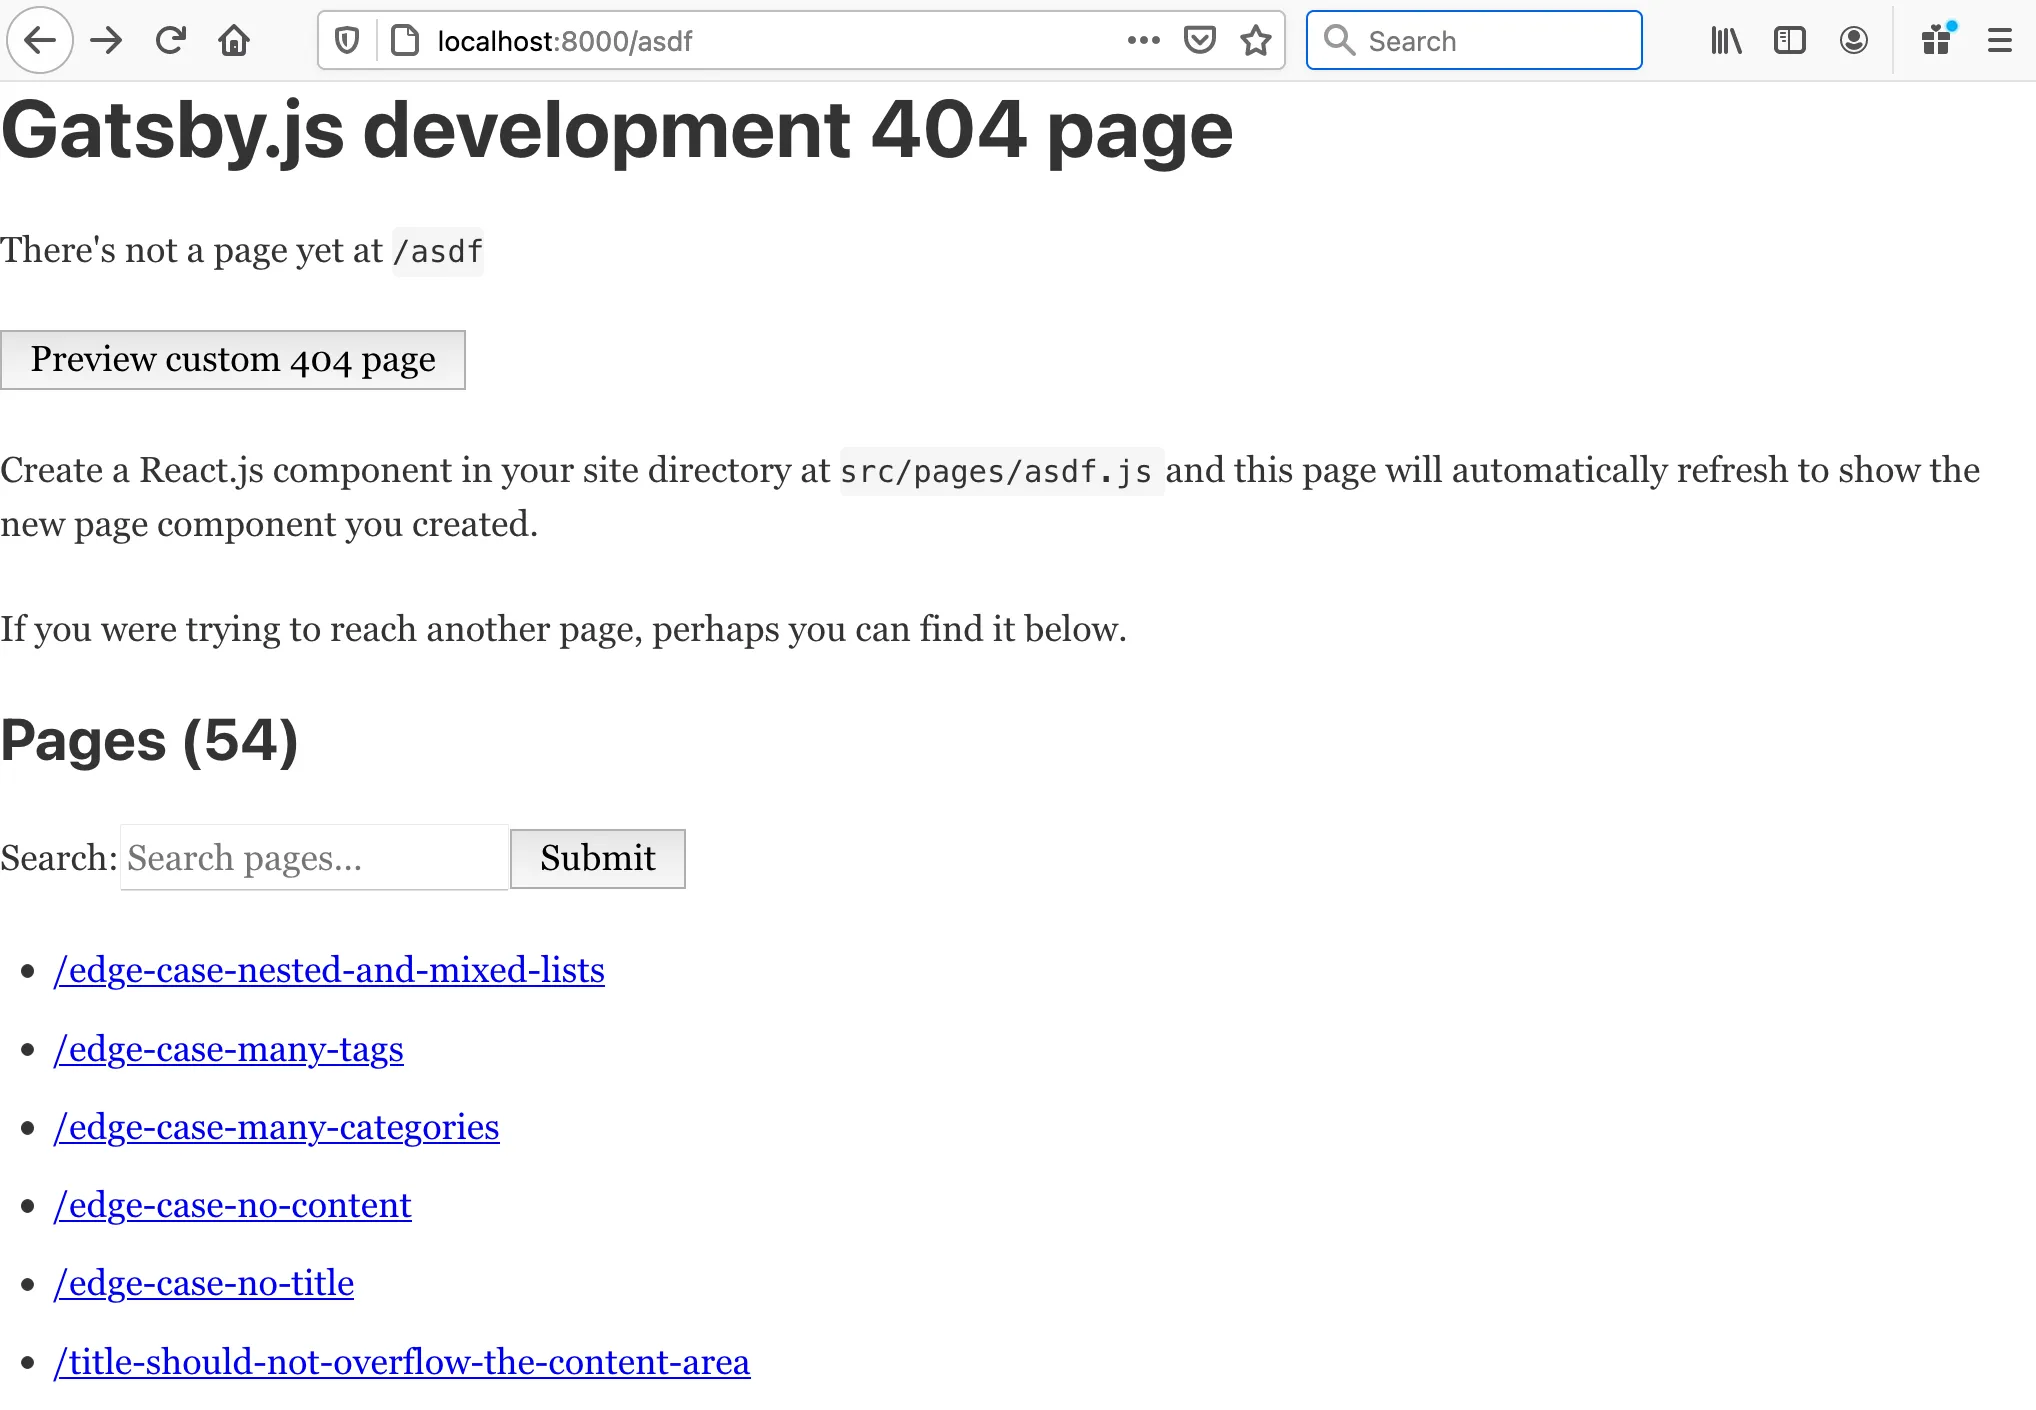 localhost:8000/asdf
Search
Gatsby.js development 404 page
There's not a page yet at /asdf
Preview custom 404 page
Create a React.js component in your site directory at src/pages/asdf.js and this page will automatically refresh to show the
new page component you created.
If you were trying to reach another page, perhaps you can find it below.
Pages (54)
Search: Search pages... Submit
/edge-case-nested-and-mixed-lists
/edge-case-many-tags
/edge-case-many-categories
/edge-case-no-content
/edge-case-no-title
/title-should-not-overflow-the-content-area